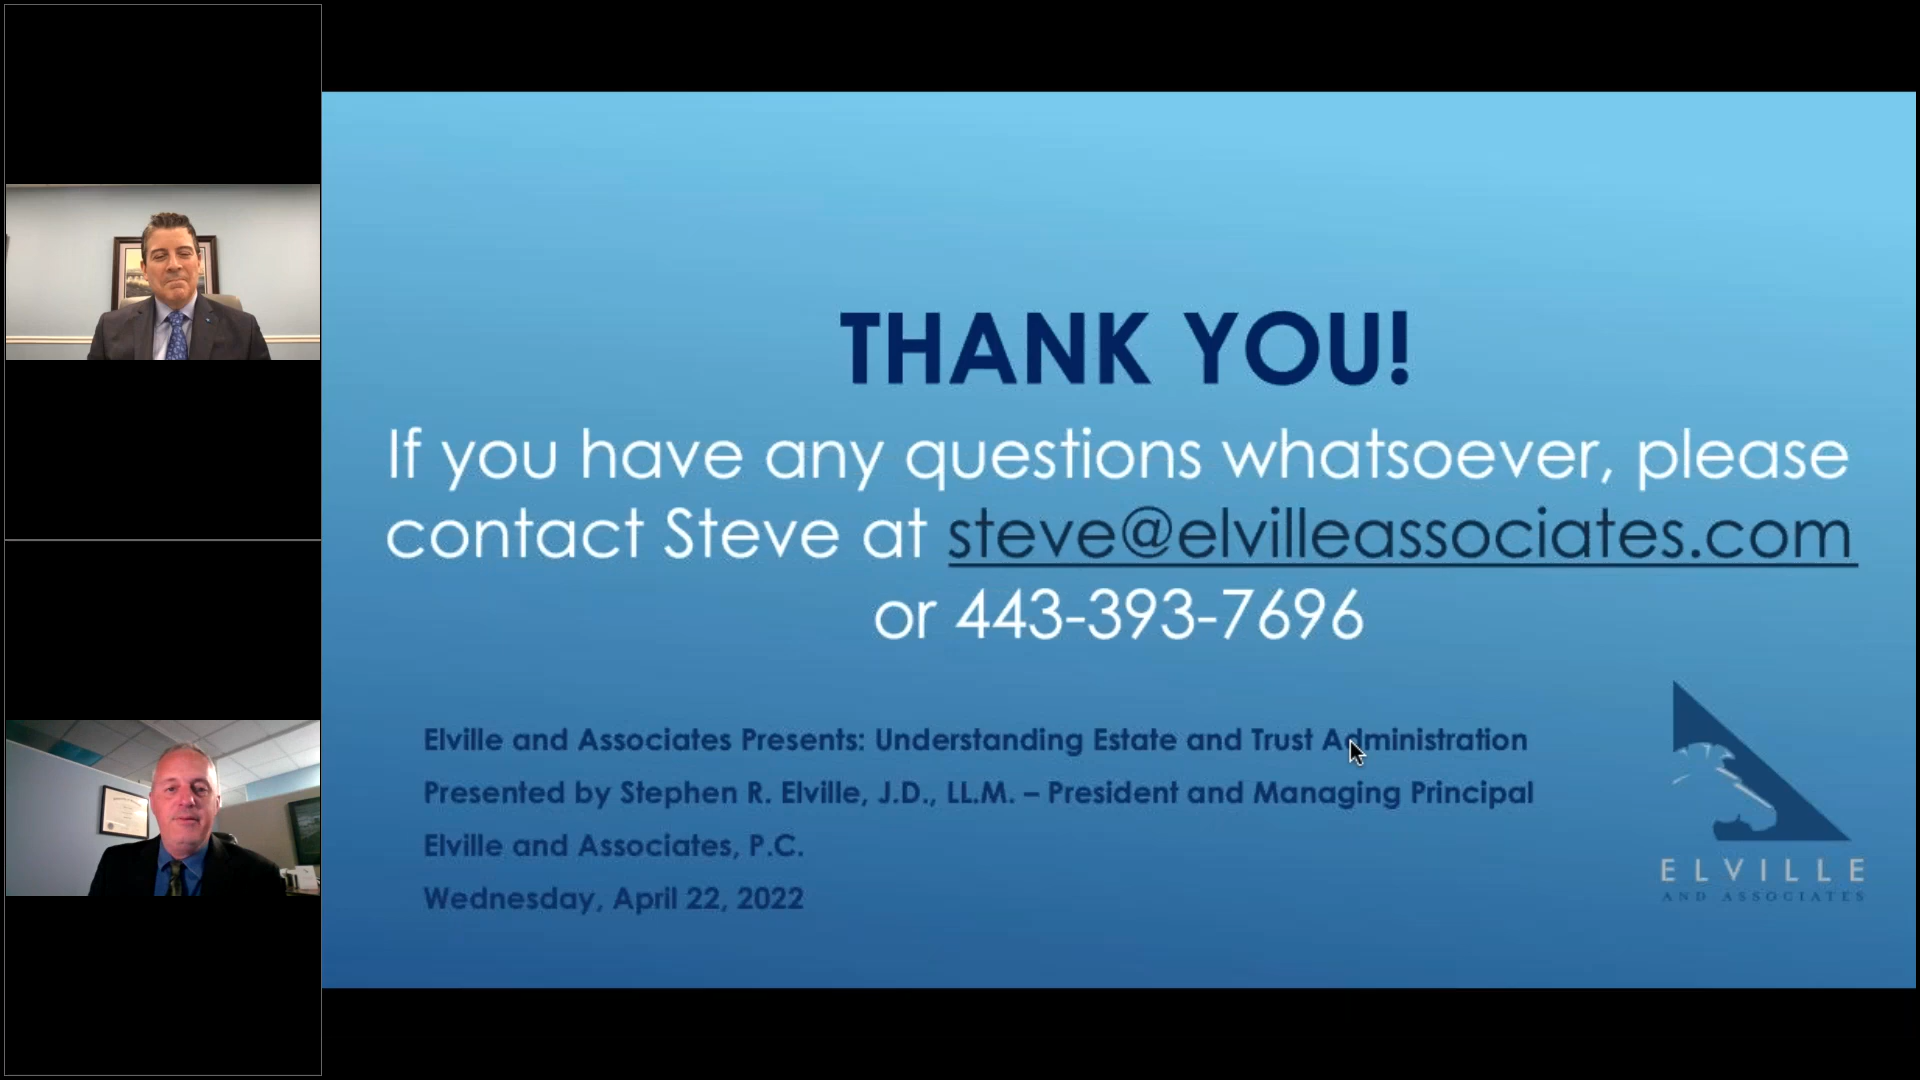 THANK YOU!
If you have any questions whatsoever, please
contact Steve at steve@elvilleassociates.com
or 443-393-7696
Elville and Associates Presents: Understanding Estate and Trust Administration
Presented by Stephen R. Elville, J.D., LL.M. – President and Managing Principal
Elville and Associates, P.C.
Wednesday, April 22, 2022
ELVILLE
AND ASSOCIATES